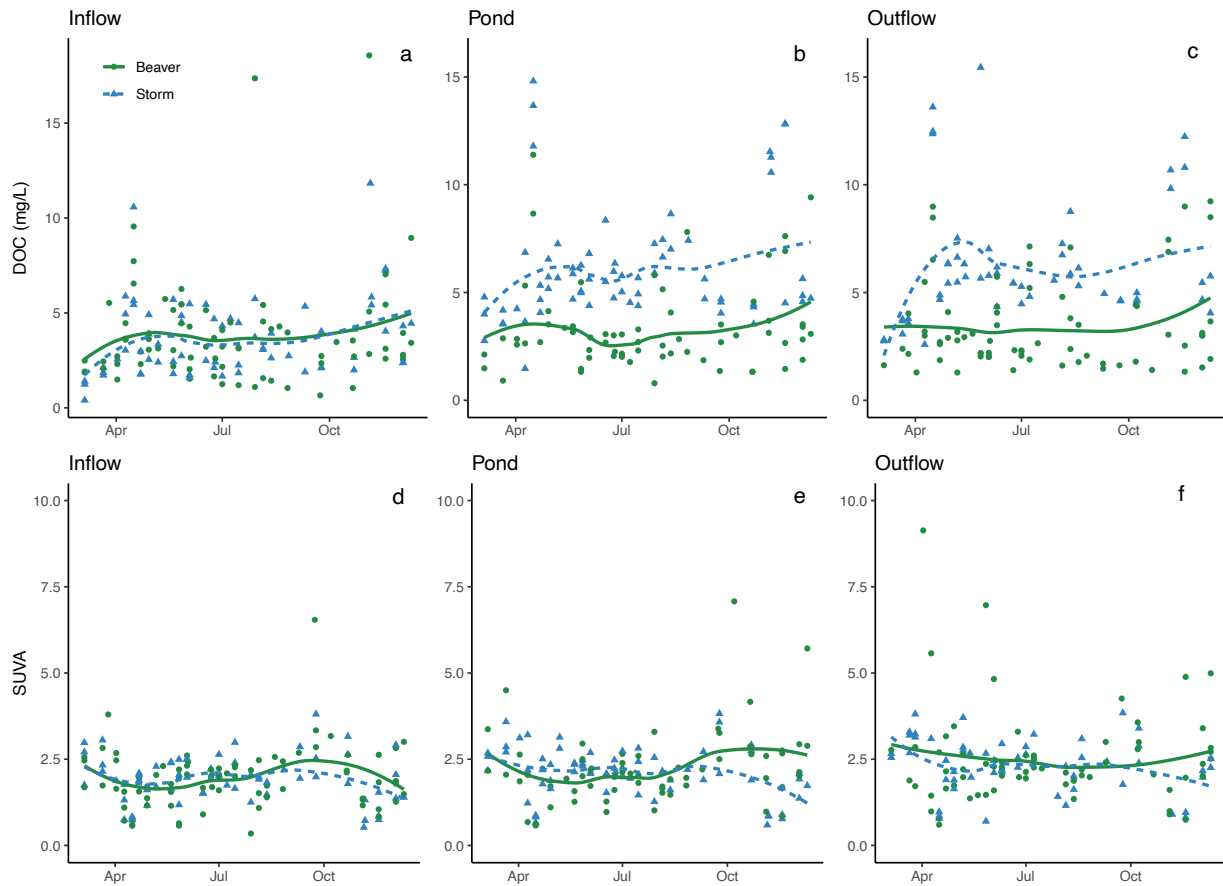 Inflow
Pond
Outflow
a
b
c
Beaver
Storm
DOC (mg/L)
15
10
5
0
Apr
Jul
Oct
15
10
5
0
Apr
Jul
Oct
15
10
5
0
Apr
Jul
Oct
Inflow
Pond
Outflow
d
e
f
SUVA
10.0
7.5
5.0
2.5
0.0
Apr
Jul
Oct
10.0
7.5
5.0
2.5
0.0
Apr
Jul
Oct
10.0
7.5
5.0
2.5
0.0
Apr
Jul
Oct